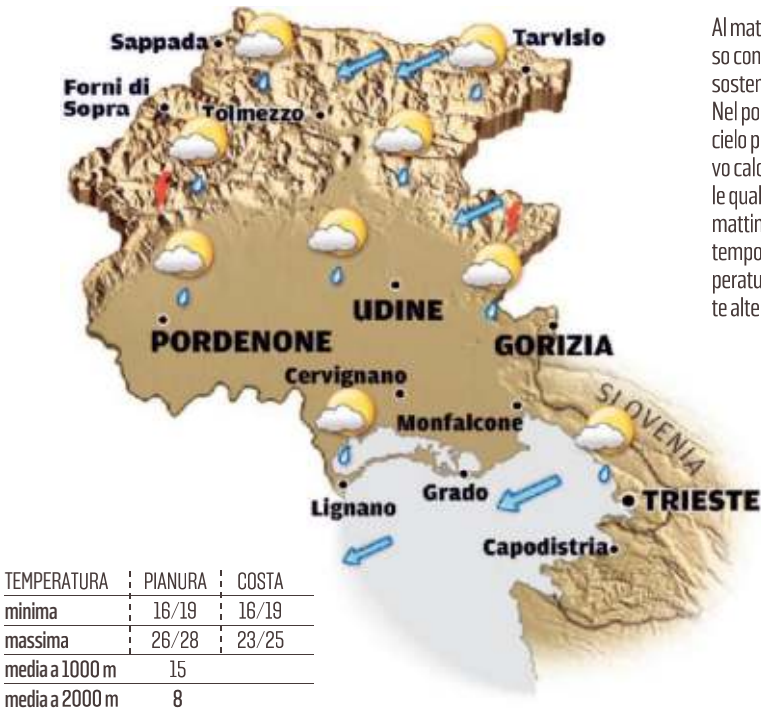 Sappada
Tarvisio
Forni di
Sopra
Tolmezzo
UDINE
PORDENONE
GORIZIA
Cervignano
Monfalcone
SLOVENIA
Lignano
Grado
TRIESTE
Capodistria
TEMPERATURA PIANURA COSTA
minima 16/19 16/19
massima 26/28 23/25
media a 1000 m 15
media a 2000 m 8
Al mat
so con
soster
Nel po
cielo p
vo calo
le qual
mattin
tempo
peratu
te alte